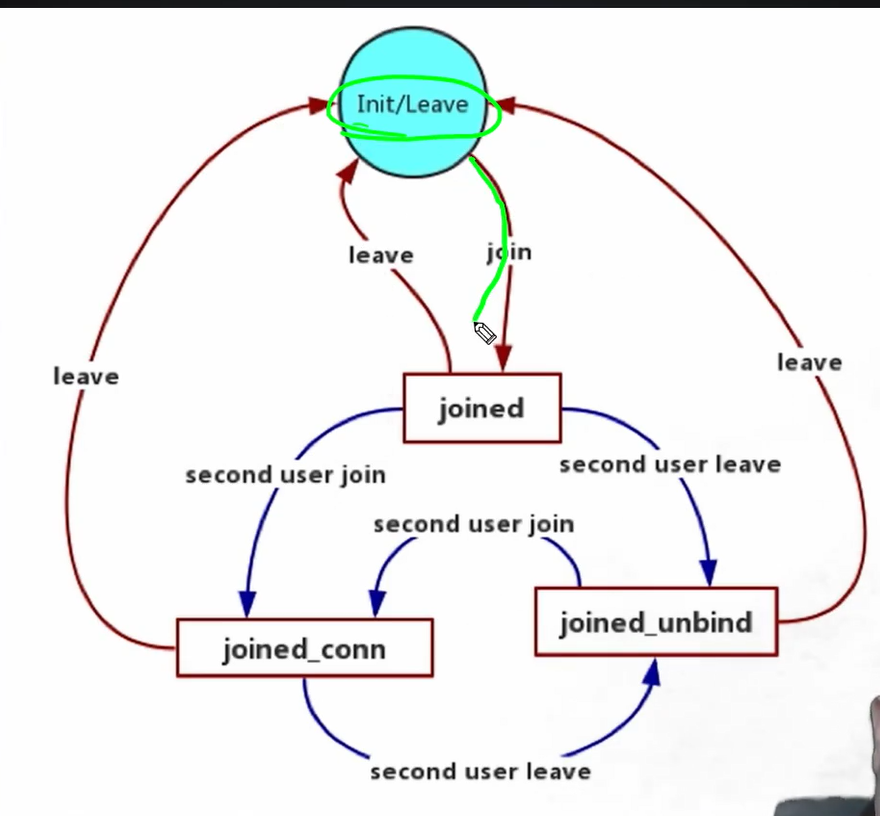 Init/Leave
leave
join
leave
leave
joined
second user join
second user leave
second user join
joined_conn
joined_unbind
second user leave